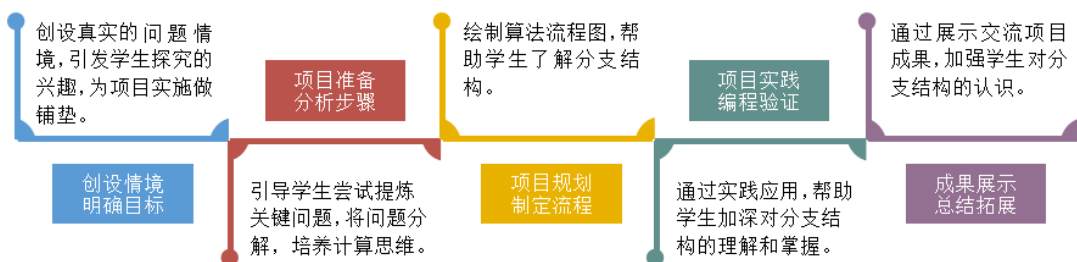 创设真实的问题情
境，引发学生探究的
兴趣，为项目实施做
铺垫。
创设情境
明确目标
项目准备
分析步骤
引导学生尝试提炼
关键问题，将问题分
解，培养计算思维。
绘制算法流程图，帮
助学生了解分支结
构。
项目规划
制定流程
项目实践
编程验证
通过实践应用，帮助
学生加深对分支结
构的理解和掌握。
通过展示交流项目
成果，加强学生对分
支结构的认识。
成果展示
总结拓展